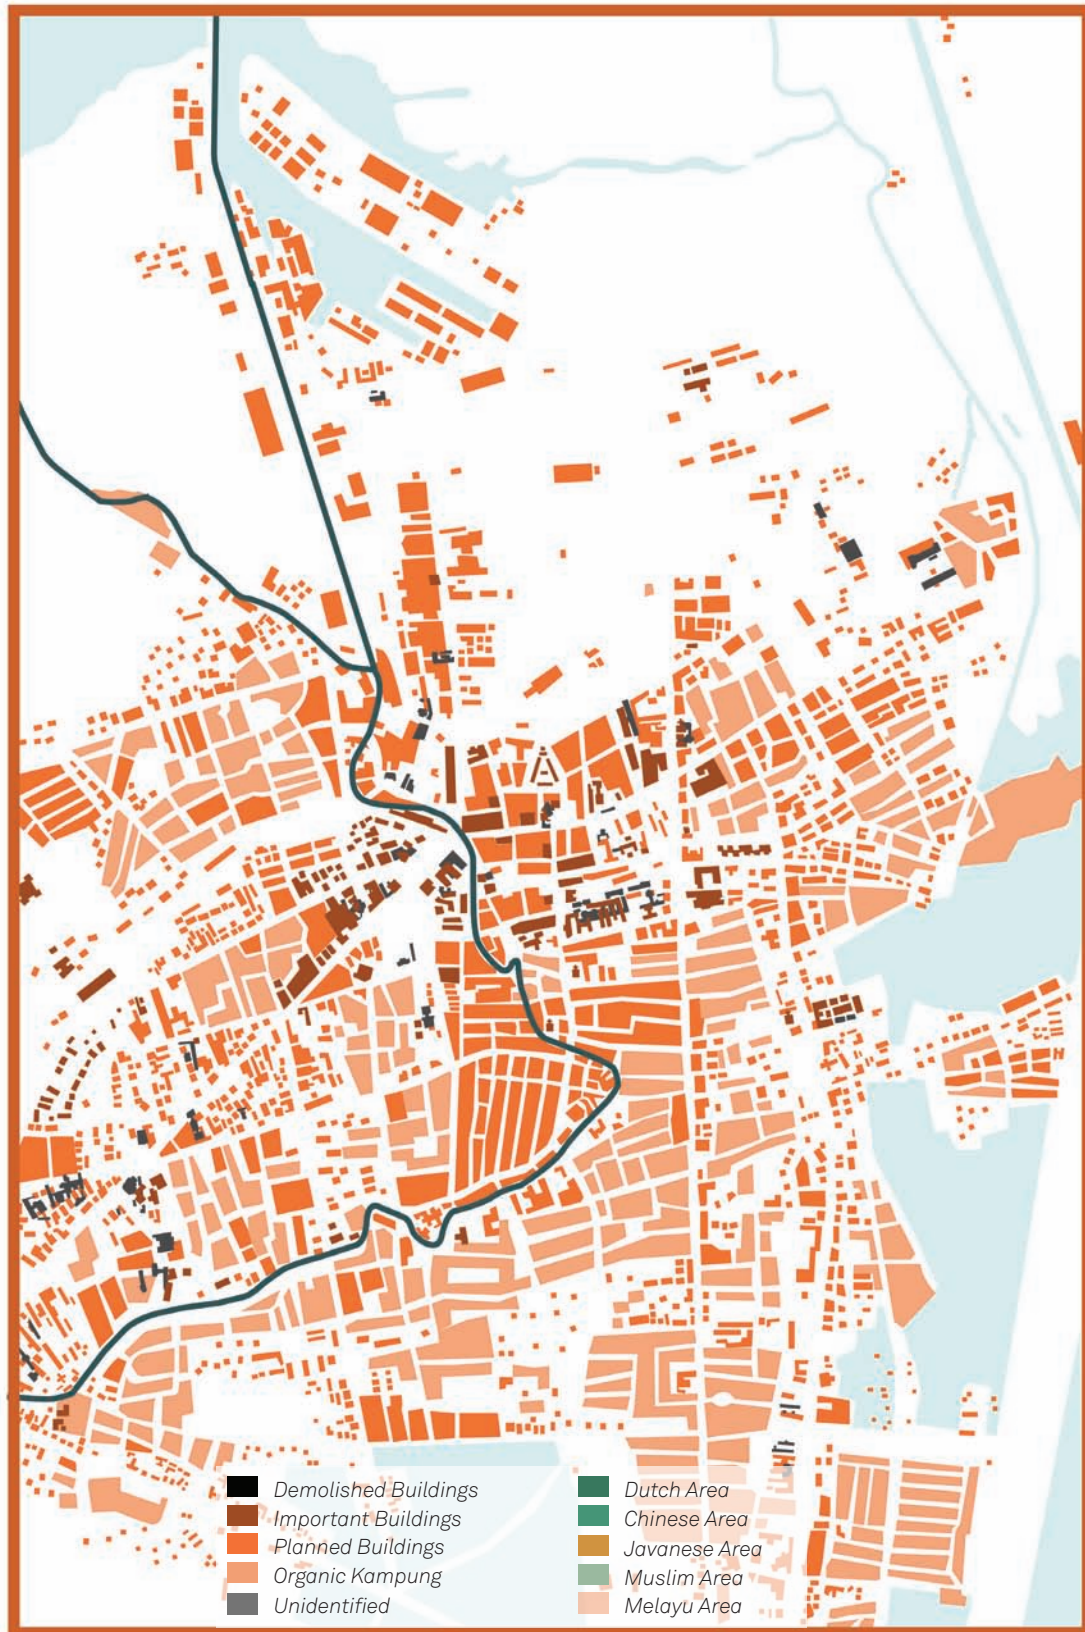 Demolished Buildings
Important Buildings
Planned Buildings
Organic Kampung
Unidentified
Dutch Area
Chinese Area
Javanese Area
Muslim Area
Melayu Area